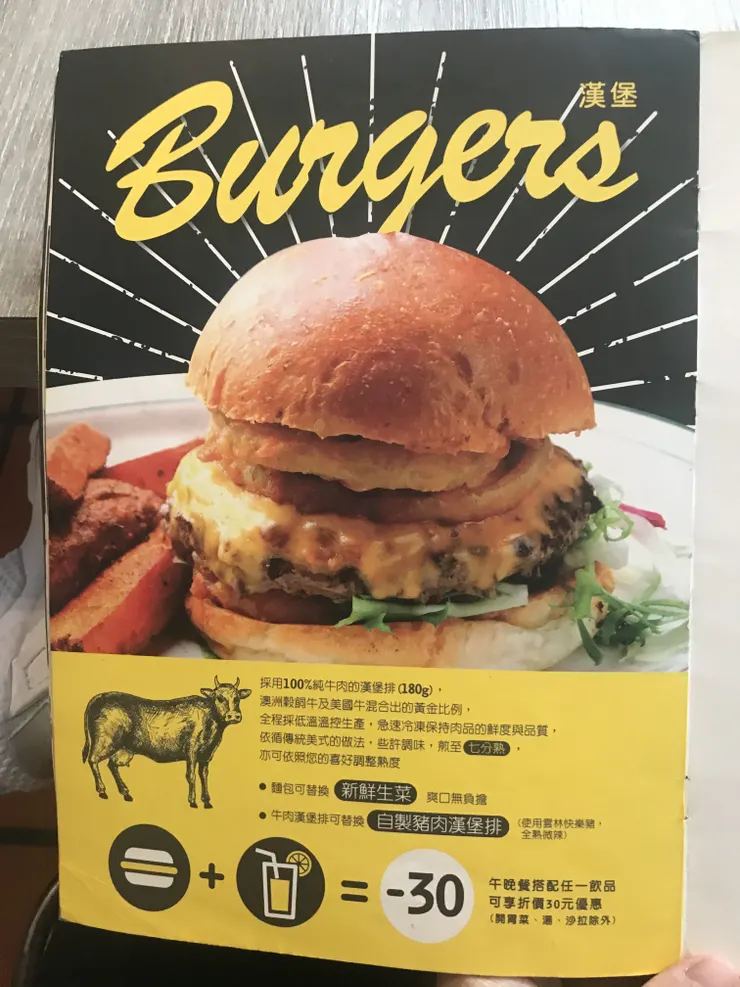 漢堡
Burgers
採用100%純牛肉的漢堡排(180g)，
澳洲穀飼牛及美國牛混合出的黃金比例，
全程採低溫溫控生產，急速冷凍保持肉品的鮮度與品質，
依循傳統美式的做法，些許調味，煎至 七分熟，
亦可依照您的喜好調整熟度
• 麵包可替換 新鮮生菜 爽口無負擔
• 牛肉漢堡排可替換 自製豬肉漢堡排 (使用雲林快樂豬，
全熟微辣)
+ = -30
午晚餐搭配任一飲品
可享折價30元優惠
(開胃菜、湯、沙拉除外)